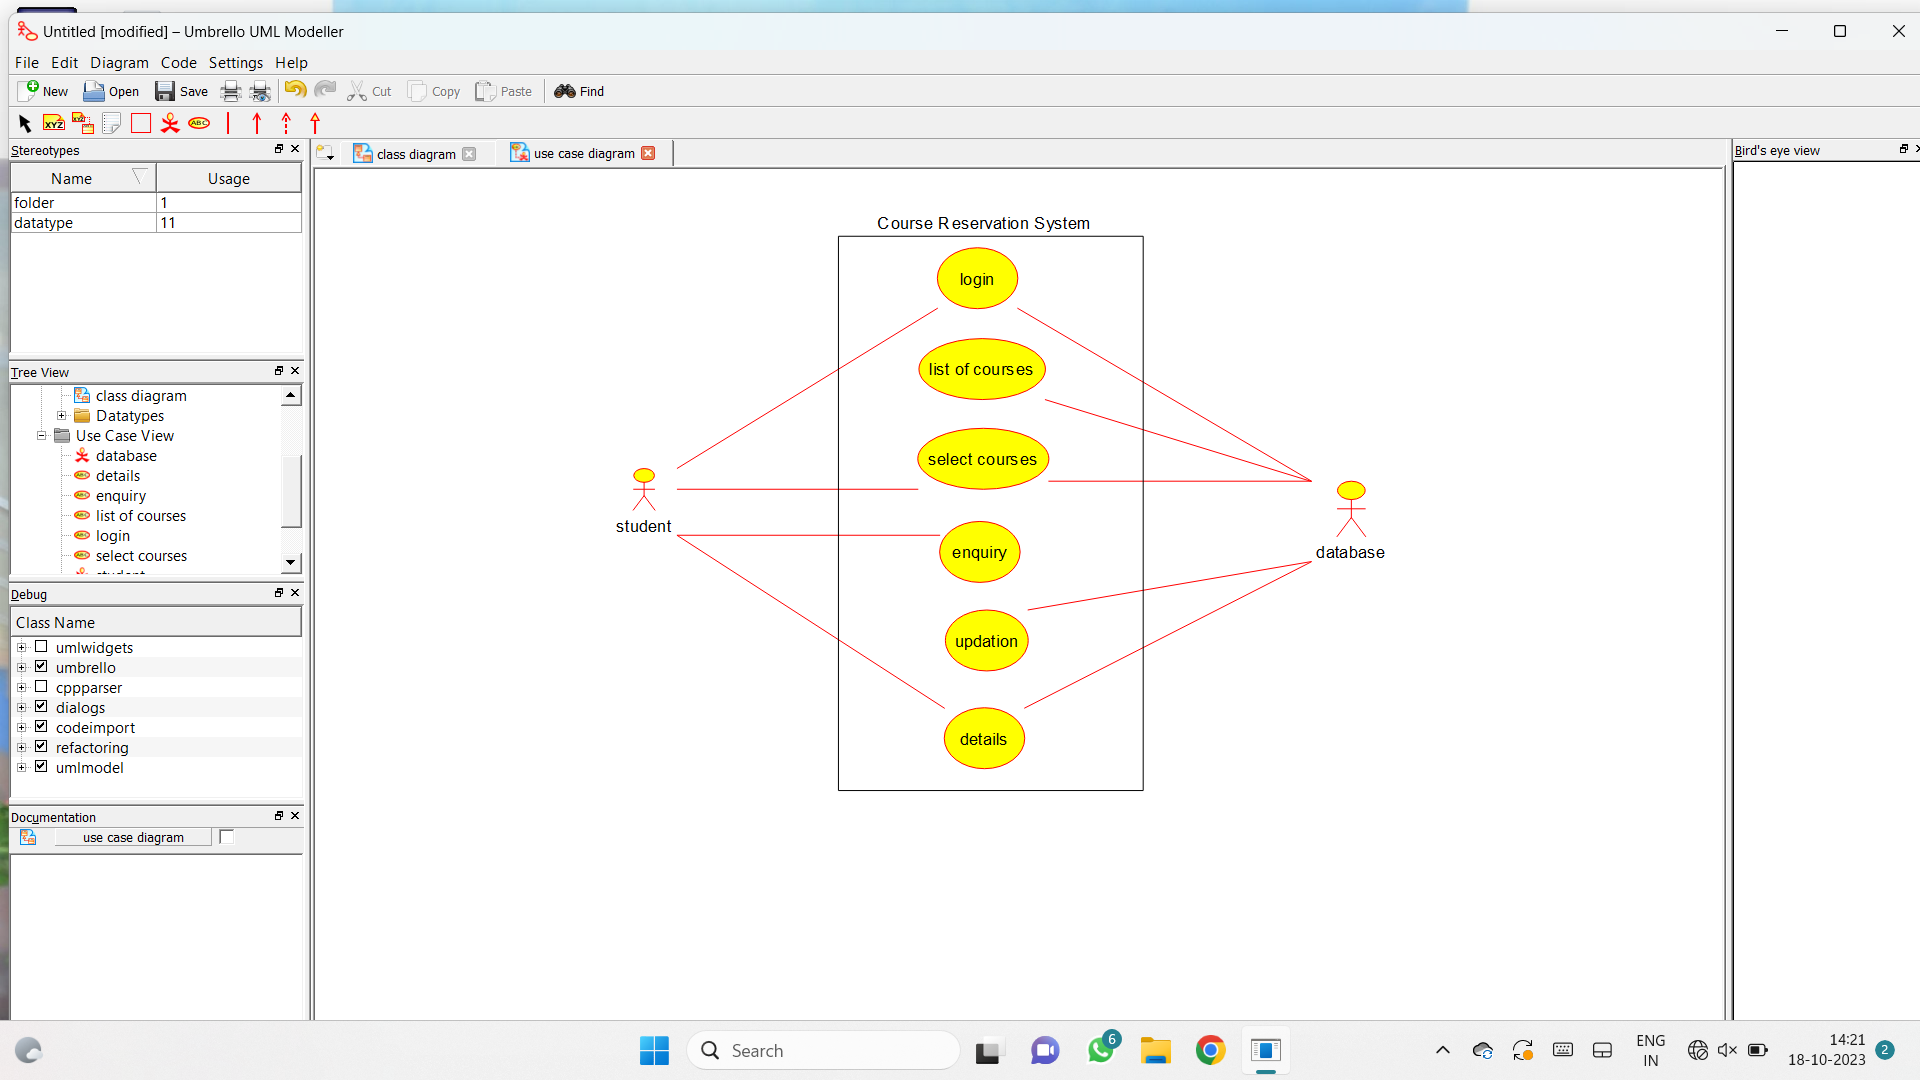 Untitled [modified] – Umbrello UML Modeller
File Edit Diagram Code Settings Help
New Open Save Cut Copy Paste Find
Stereotypes
Name Usage
folder 1
datatype 11
Tree View
class diagram
Datatypes
Use Case View
database
details
enquiry
list of courses
login
select courses
student
Debug
Class Name
umlwidgets
umbrello
cppparser
dialogs
codeimport
refactoring
umlmodel
Documentation
use case diagram
class diagram use case diagram
Course Reservation System
login
list of courses
select courses
enquiry
updation
details
student
database
Bird's eye view
Search
6
ENG
IN
14:21
18-10-2023
2